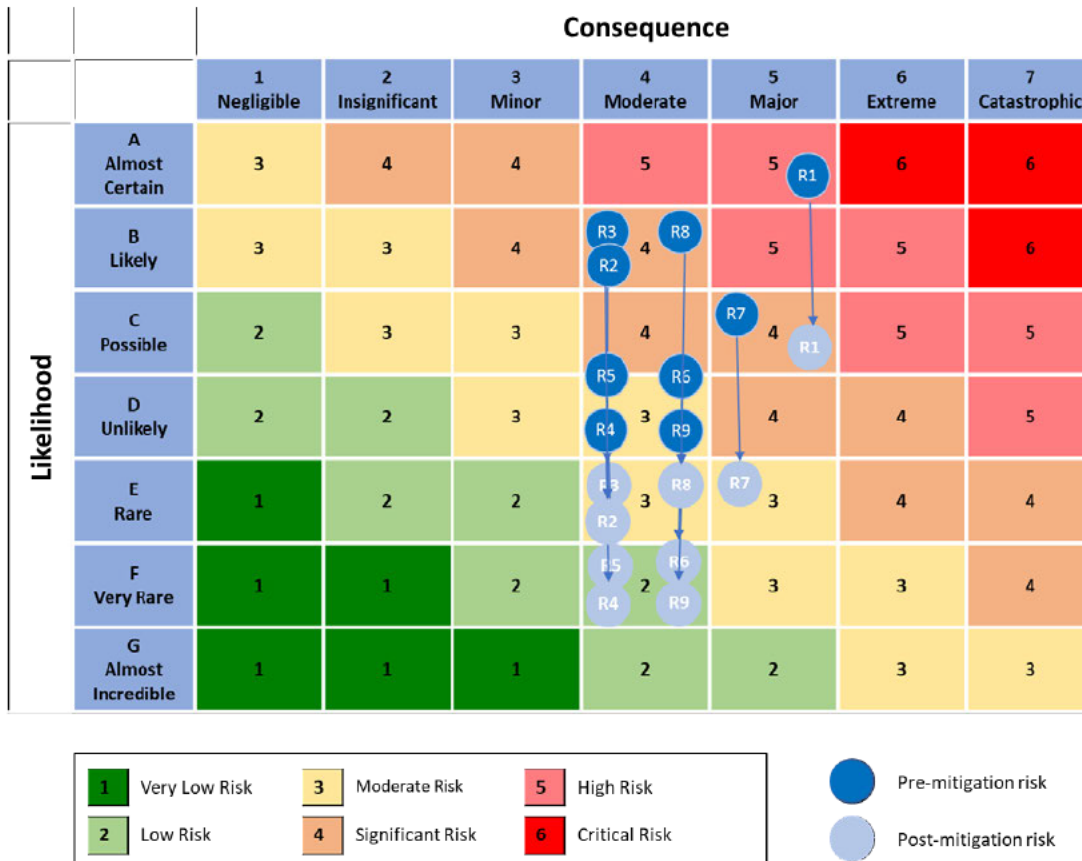 Consequence
1 2 3 4 5 6 7
Negligible Insignificant Minor Moderate Major Extreme Catastrophic
Likelihood
A
Almost
Certain
3 4 4 5 5 R1 6 6
B
Likely
3 3 4 R3 R2 4 R8 5 5 6
C
Possible
2 3 3 4 R7 4 R1 5 5
D
Unlikely
2 2 3 R5 R4 3 R6 R9 4 4 5
E
Rare
1 2 2 R3 R2 3 R8 R7 3 4 4
F
Very Rare
1 1 2 R5 R4 2 R6 R9 3 3 4
G
Almost
Incredible
1 1 1 2 2 3 3
1 Very Low Risk 3 Moderate Risk 5 High Risk Pre-mitigation risk
2 Low Risk 4 Significant Risk 6 Critical Risk Post-mitigation risk